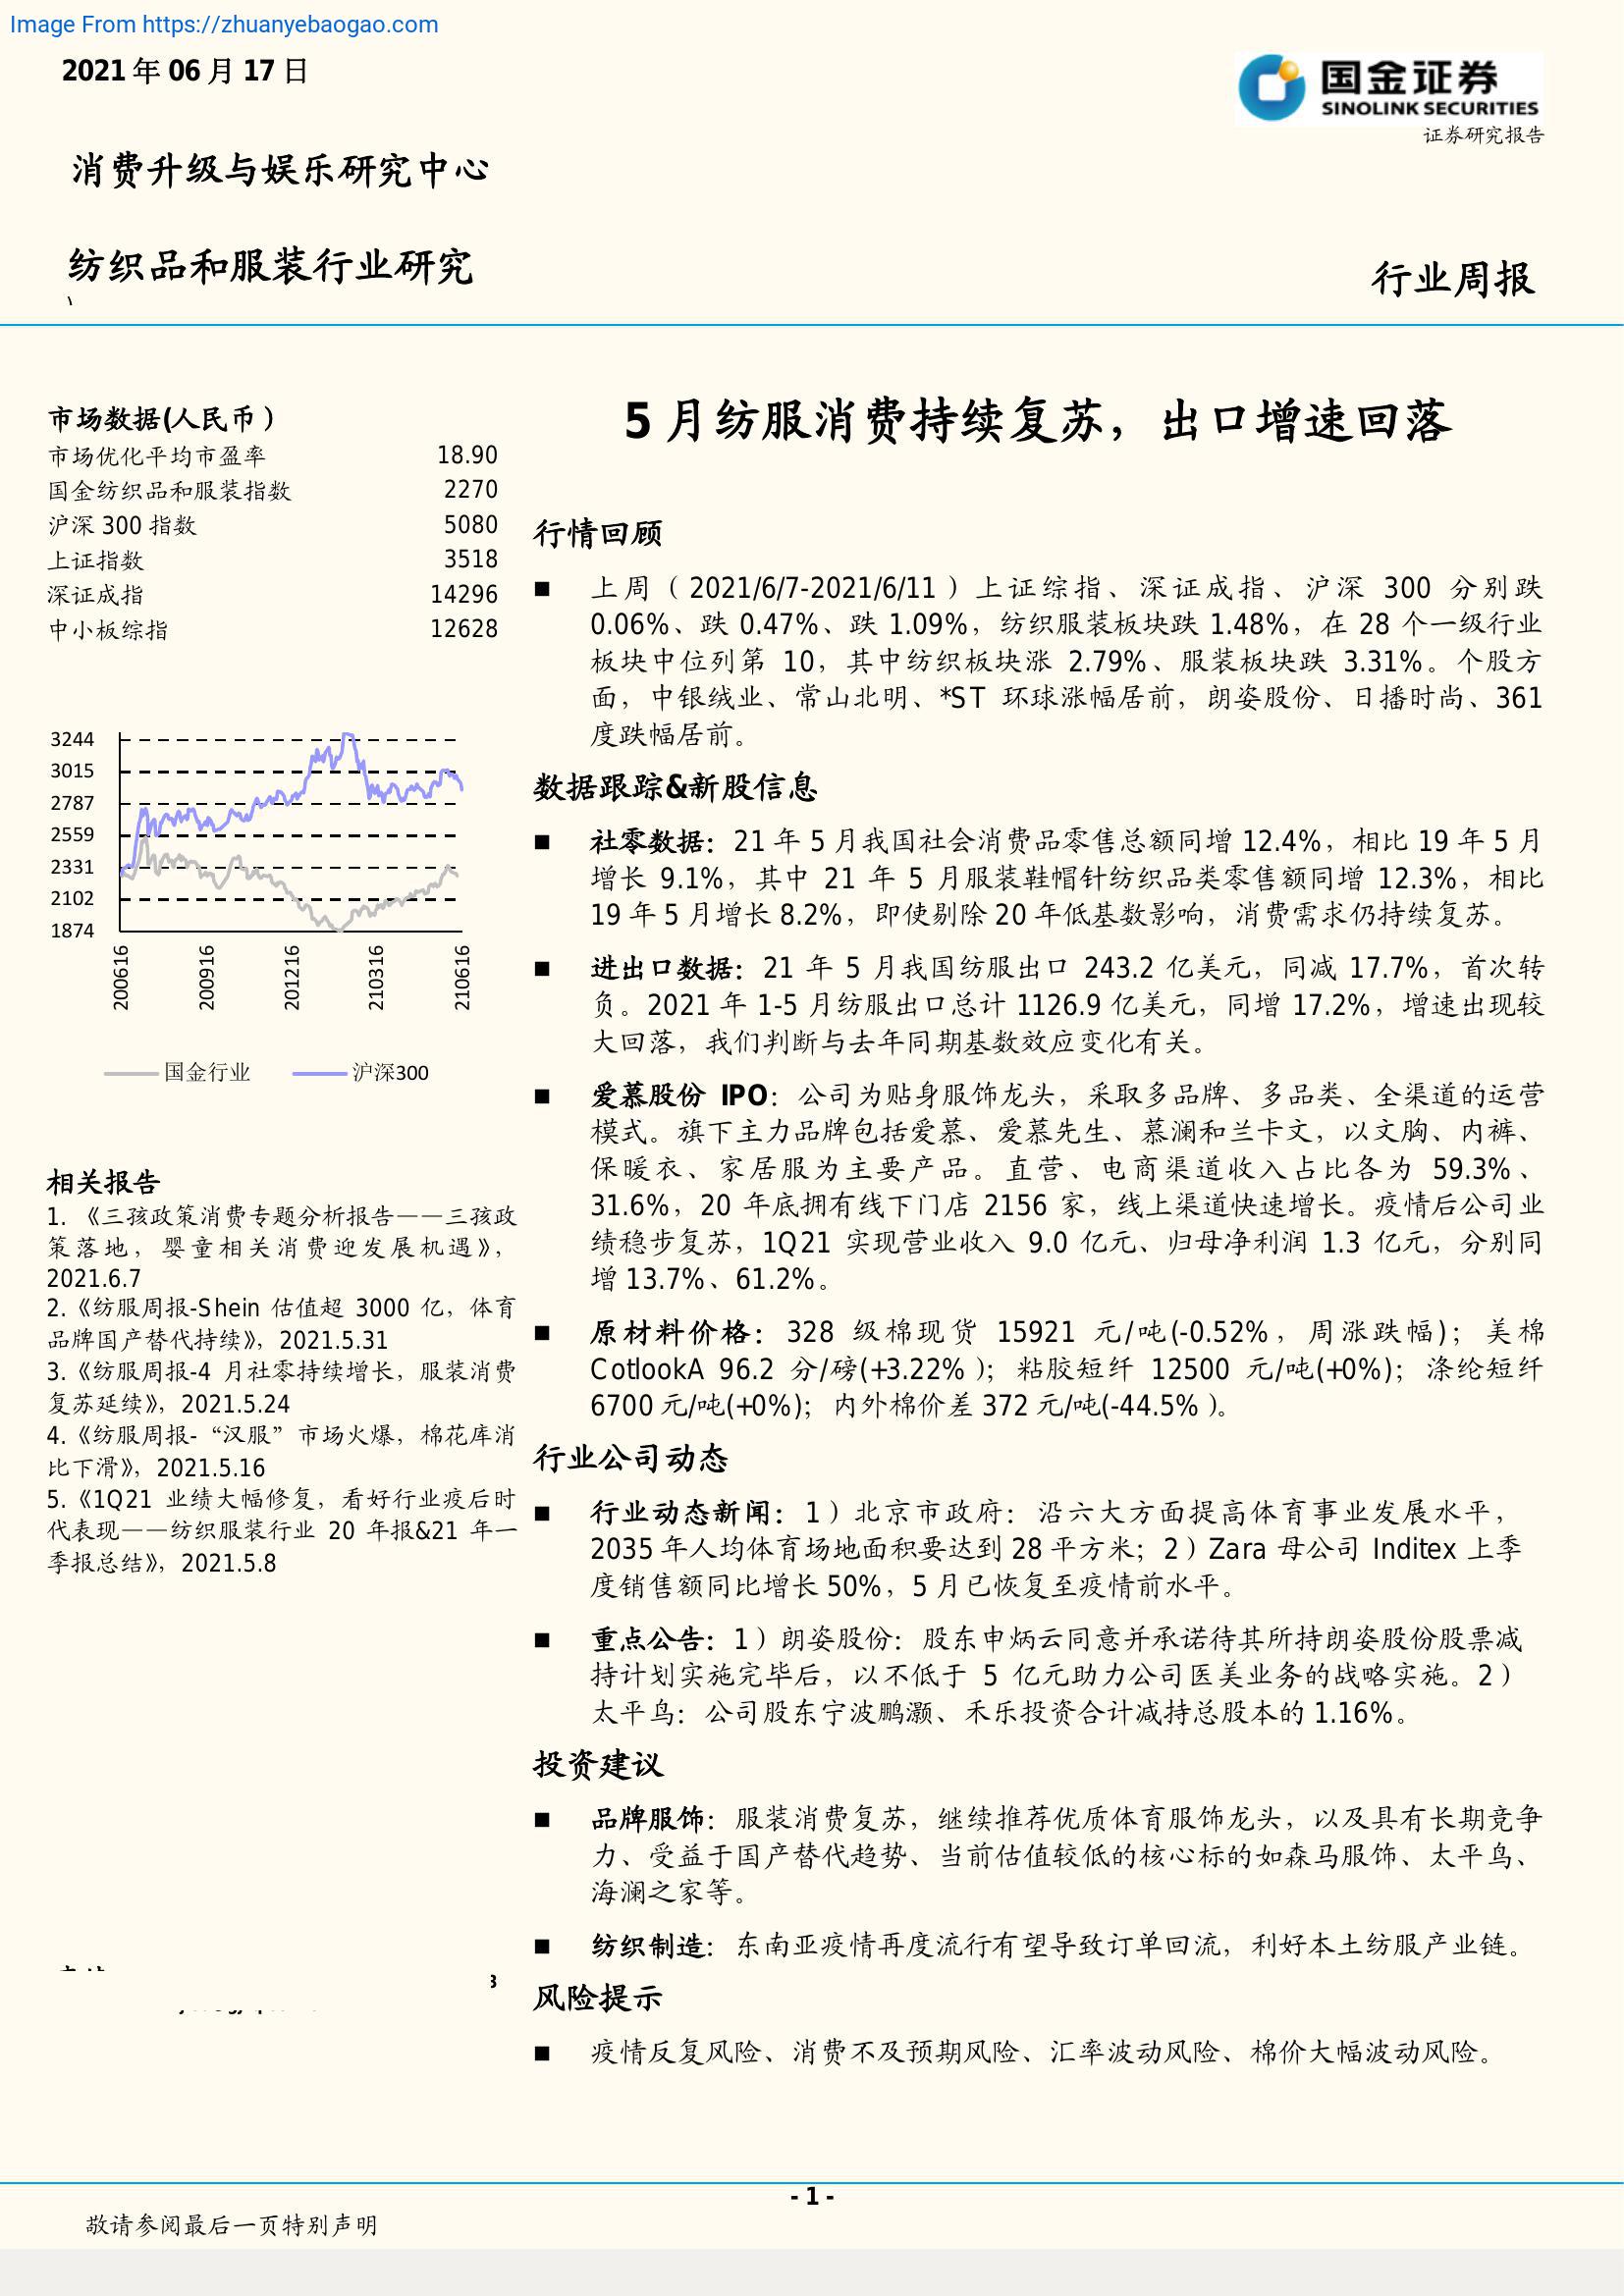 Image From https://zhuanyebaogao.com
2021 年 06 月 17 日
国金证券
SINOLINK SECURITIES
证券研究报告
消费升级与娱乐研究中心
纺织品和服装行业研究
行业周报
市场数据(人民币）
市场优化平均市盈率 18.90
国金纺织品和服装指数 2270
沪深 300 指数 5080
上证指数 3518
深证成指 14296
中小板综指 12628
3244
3015
2787
2559
2331
2102
1874
200616
200916
201216
210316
210616
国金行业 沪深300
相关报告
1. 《三孩政策消费专题分析报告——三孩政
策落地，婴童相关消费迎发展机遇》，
2021.6.7
2.《纺服周报-Shein 估值超 3000 亿，体育
品牌国产替代持续》，2021.5.31
3.《纺服周报-4 月社零持续增长，服装消费
复苏延续》，2021.5.24
4.《纺服周报-“汉服”市场火爆，棉花库消
比下滑》，2021.5.16
5.《1Q21 业绩大幅修复，看好行业疫后时
代表现——纺织服装行业 20 年报&21 年一
季报总结》，2021.5.8
5 月纺服消费持续复苏，出口增速回落
行情回顾
■ 上周（2021/6/7-2021/6/11）上证综指、深证成指、沪深 300 分别跌
0.06%、跌 0.47%、跌 1.09%，纺织服装板块跌 1.48%，在 28 个一级行业
板块中位列第 10，其中纺织板块涨 2.79%、服装板块跌 3.31%。个股方
面，中银绒业、常山北明、*ST 环球涨幅居前，朗姿股份、日播时尚、361
度跌幅居前。
数据跟踪&新股信息
■ 社零数据：21 年 5 月我国社会消费品零售总额同增 12.4%，相比 19 年 5 月
增长 9.1%，其中 21 年 5 月服装鞋帽针纺织品类零售额同增 12.3%，相比
19 年 5 月增长 8.2%，即使剔除 20 年低基数影响，消费需求仍持续复苏。
■ 进出口数据：21 年 5 月我国纺服出口 243.2 亿美元，同减 17.7%，首次转
负。2021 年 1-5 月纺服出口总计 1126.9 亿美元，同增 17.2%，增速出现较
大回落，我们判断与去年同期基数效应变化有关。
■ 爱慕股份 IPO：公司为贴身服饰龙头，采取多品牌、多品类、全渠道的运营
模式。旗下主力品牌包括爱慕、爱慕先生、慕澜和兰卡文，以文胸、内裤、
保暖衣、家居服为主要产品。直营、电商渠道收入占比各为 59.3%、
31.6%，20 年底拥有线下门店 2156 家，线上渠道快速增长。疫情后公司业
绩稳步复苏，1Q21 实现营业收入 9.0 亿元、归母净利润 1.3 亿元，分别同
增 13.7%、61.2%。
■ 原材料价格：328 级棉现货 15921 元/吨(-0.52%，周涨跌幅)；美棉
CotlookA 96.2 分/磅(+3.22% )；粘胶短纤 12500 元/吨(+0%)；涤纶短纤
6700 元/吨(+0%)；内外棉价差 372 元/吨(-44.5% )。
行业公司动态
■ 行业动态新闻：1）北京市政府：沿六大方面提高体育事业发展水平，
2035 年人均体育场地面积要达到 28 平方米；2）Zara 母公司 Inditex 上季
度销售额同比增长 50%，5 月已恢复至疫情前水平。
■ 重点公告：1）朗姿股份：股东申炳云同意并承诺待其所持朗姿股份股票减
持计划实施完毕后，以不低于 5 亿元助力公司医美业务的战略实施。2）
太平鸟：公司股东宁波鹏灏、禾乐投资合计减持总股本的 1.16%。
投资建议
■ 品牌服饰：服装消费复苏，继续推荐优质体育服饰龙头，以及具有长期竞争
力、受益于国产替代趋势、当前估值较低的核心标的如森马服饰、太平鸟、
海澜之家等。
■ 纺织制造：东南亚疫情再度流行有望导致订单回流，利好本土纺服产业链。
风险提示
■ 疫情反复风险、消费不及预期风险、汇率波动风险、棉价大幅波动风险。
- 1 -
敬请参阅最后一页特别声明